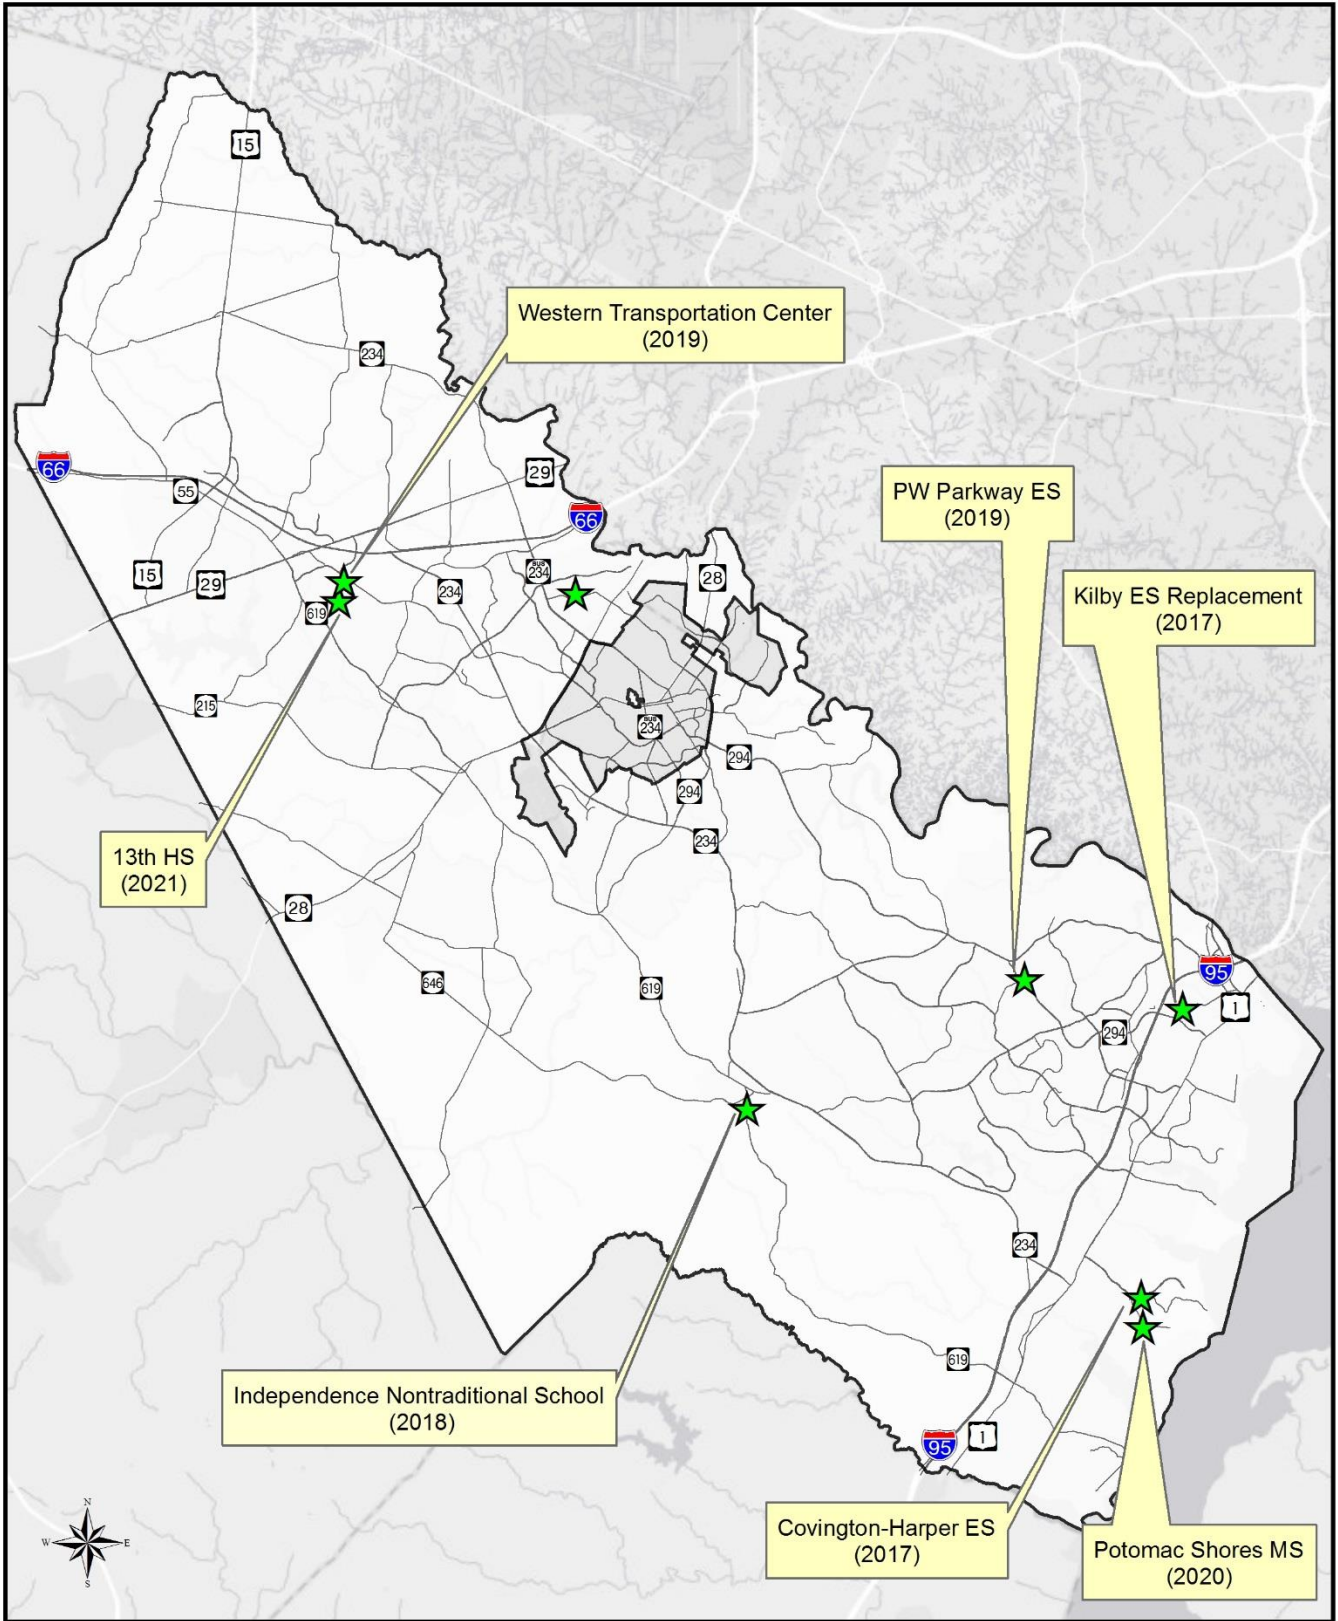 15
Western Transportation Center
(2019)
234
66
29
55
PW Parkway ES
(2019)
66
15
29
BUS
234
234
28
Kilby ES Replacement
(2017)
619
215
BUS
234
294
294
234
13th HS
(2021)
28
646
619
95
1
294
234
619
Independence Nontraditional School
(2018)
95
1
Covington-Harper ES
(2017)
Potomac Shores MS
(2020)
N
W
E
S